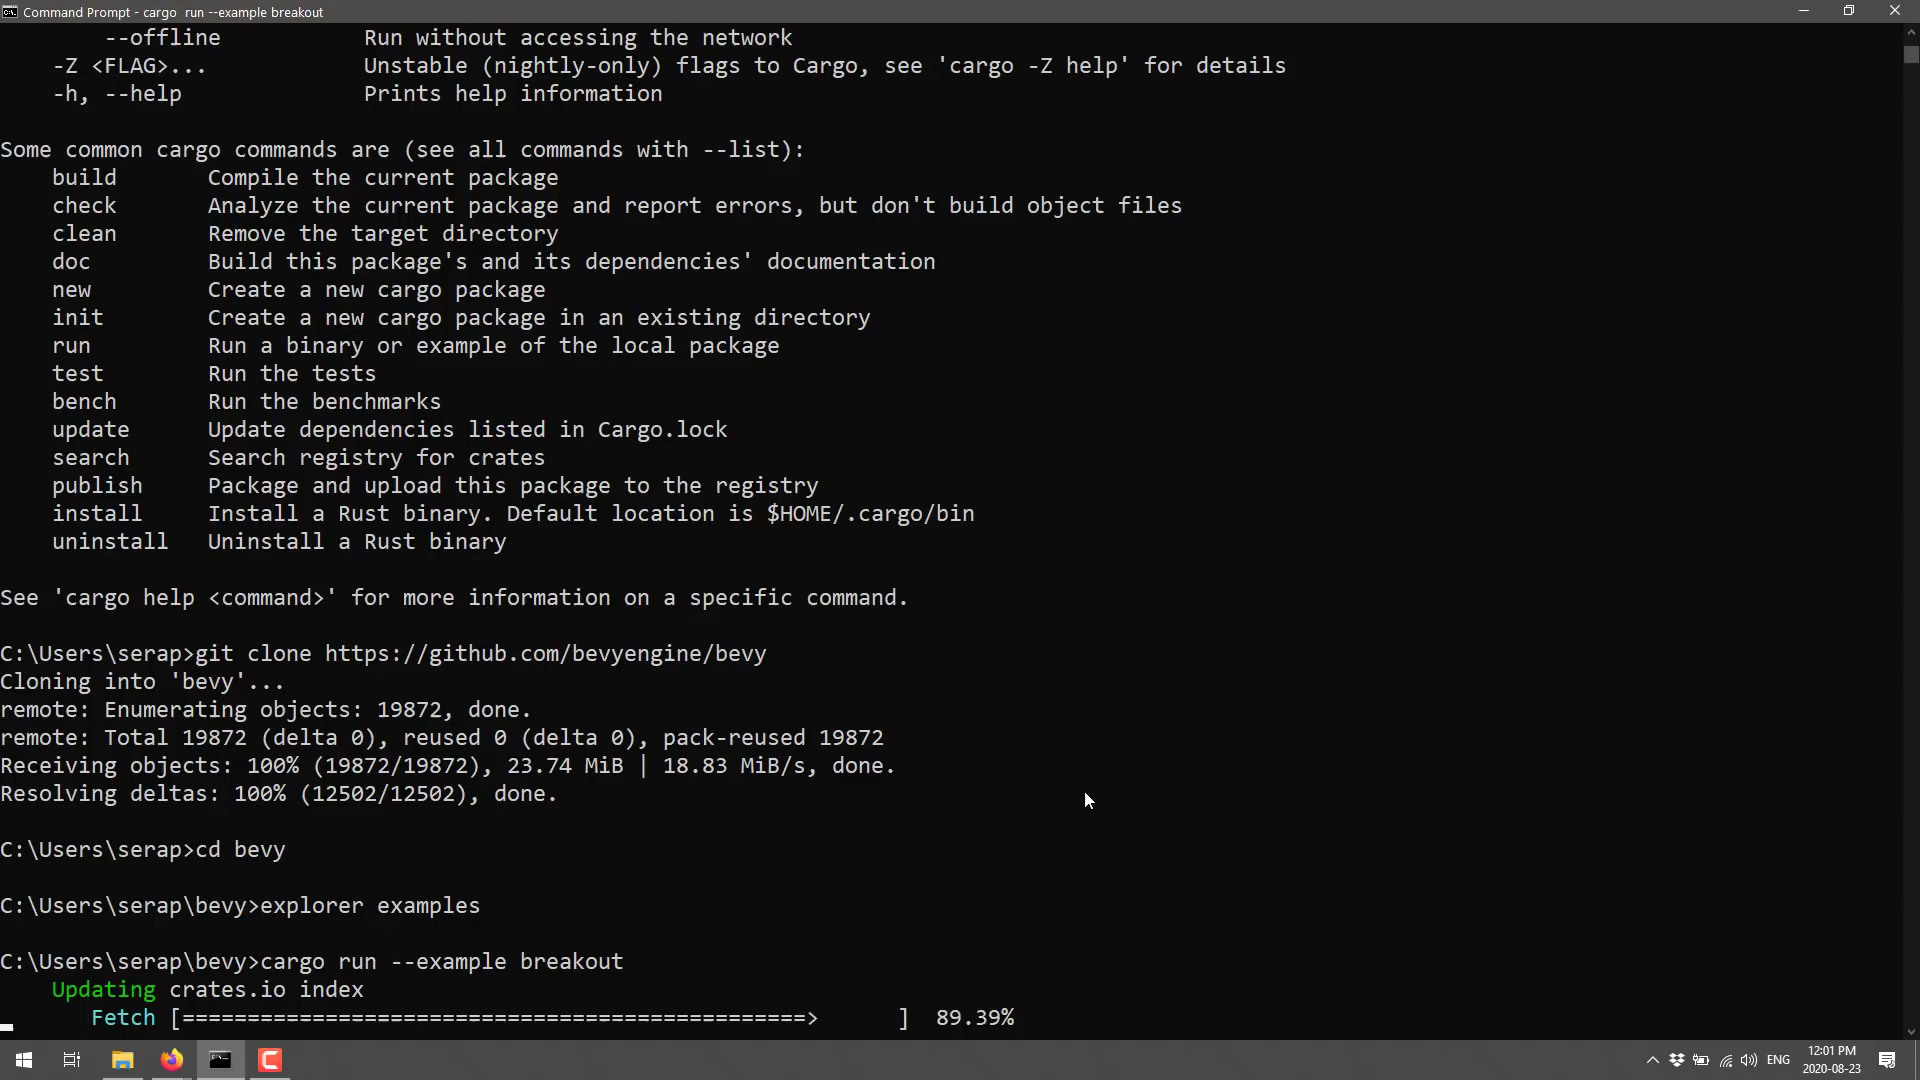 Command Prompt - cargo  run --example breakout
--offline Run without accessing the network
-Z <FLAG>... Unstable (nightly-only) flags to Cargo, see 'cargo -Z help' for details
-h, --help Prints help information
Some common cargo commands are (see all commands with --list):
build Compile the current package
check Analyze the current package and report errors, but don't build object files
clean Remove the target directory
doc Build this package's and its dependencies' documentation
new Create a new cargo package
init Create a new cargo package in an existing directory
run Run a binary or example of the local package
test Run the tests
bench Run the benchmarks
update Update dependencies listed in Cargo.lock
search Search registry for crates
publish Package and upload this package to the registry
install Install a Rust binary. Default location is $HOME/.cargo/bin
uninstall Uninstall a Rust binary
See 'cargo help <command>' for more information on a specific command.
C:\Users\serap>git clone https://github.com/bevyengine/bevy
Cloning into 'bevy'...
remote: Enumerating objects: 19872, done.
remote: Total 19872 (delta 0), reused 0 (delta 0), pack-reused 19872
Receiving objects: 100% (19872/19872), 23.74 MiB | 18.83 MiB/s, done.
Resolving deltas: 100% (12502/12502), done.
C:\Users\serap>cd bevy
C:\Users\serap\bevy>explorer examples
C:\Users\serap\bevy>cargo run --example breakout
Updating crates.io index
Fetch [================================================>       ] 89.39%
ENG
12:01 PM
2020-08-23